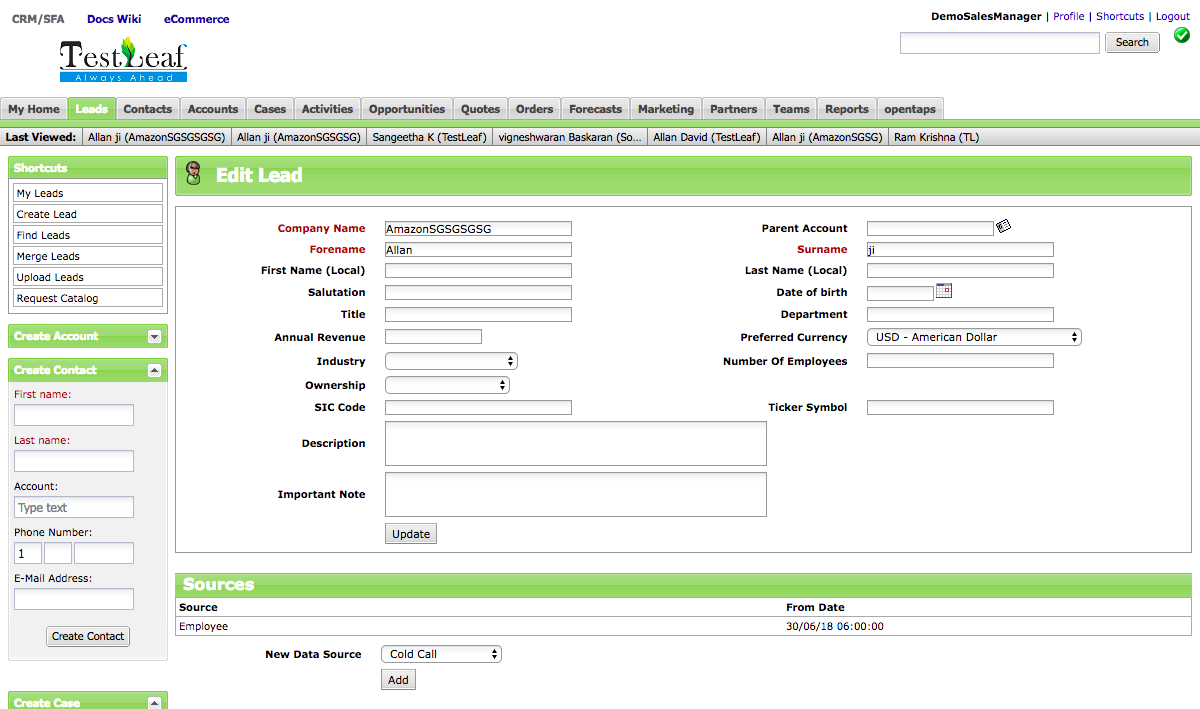 CRM/SFA Docs Wiki eCommerce
DemoSalesManager | Profile | Shortcuts | Logout
TestLeaf
Always Ahead
Search
My Home Leads Contacts Accounts Cases Activities Opportunities Quotes Orders Forecasts Marketing Partners Teams Reports opentaps
Last Viewed: Allan ji (AmazonSGSGSGSG) Allan ji (AmazonSGSGSG) Sangeetha K (TestLeaf) vigneshwaran Baskaran (So... Allan David (TestLeaf) Allan ji (AmazonSGSG) Ram Krishna (TL)
Shortcuts
My Leads
Create Lead
Find Leads
Merge Leads
Upload Leads
Request Catalog
Create Account
Create Contact
First name:
Last name:
Account:
Type text
Phone Number:
1
E-Mail Address:
Create Contact
Create Case
Edit Lead
Company Name AmazonSGSGSGSG Parent Account
Forename Allan Surname ji
First Name (Local) Last Name (Local)
Salutation Date of birth
Title Department
Annual Revenue Preferred Currency USD - American Dollar
Industry Number Of Employees
Ownership
SIC Code Ticker Symbol
Description
Important Note
Update
Sources
Source From Date
Employee 30/06/18 06:00:00
New Data Source Cold Call
Add